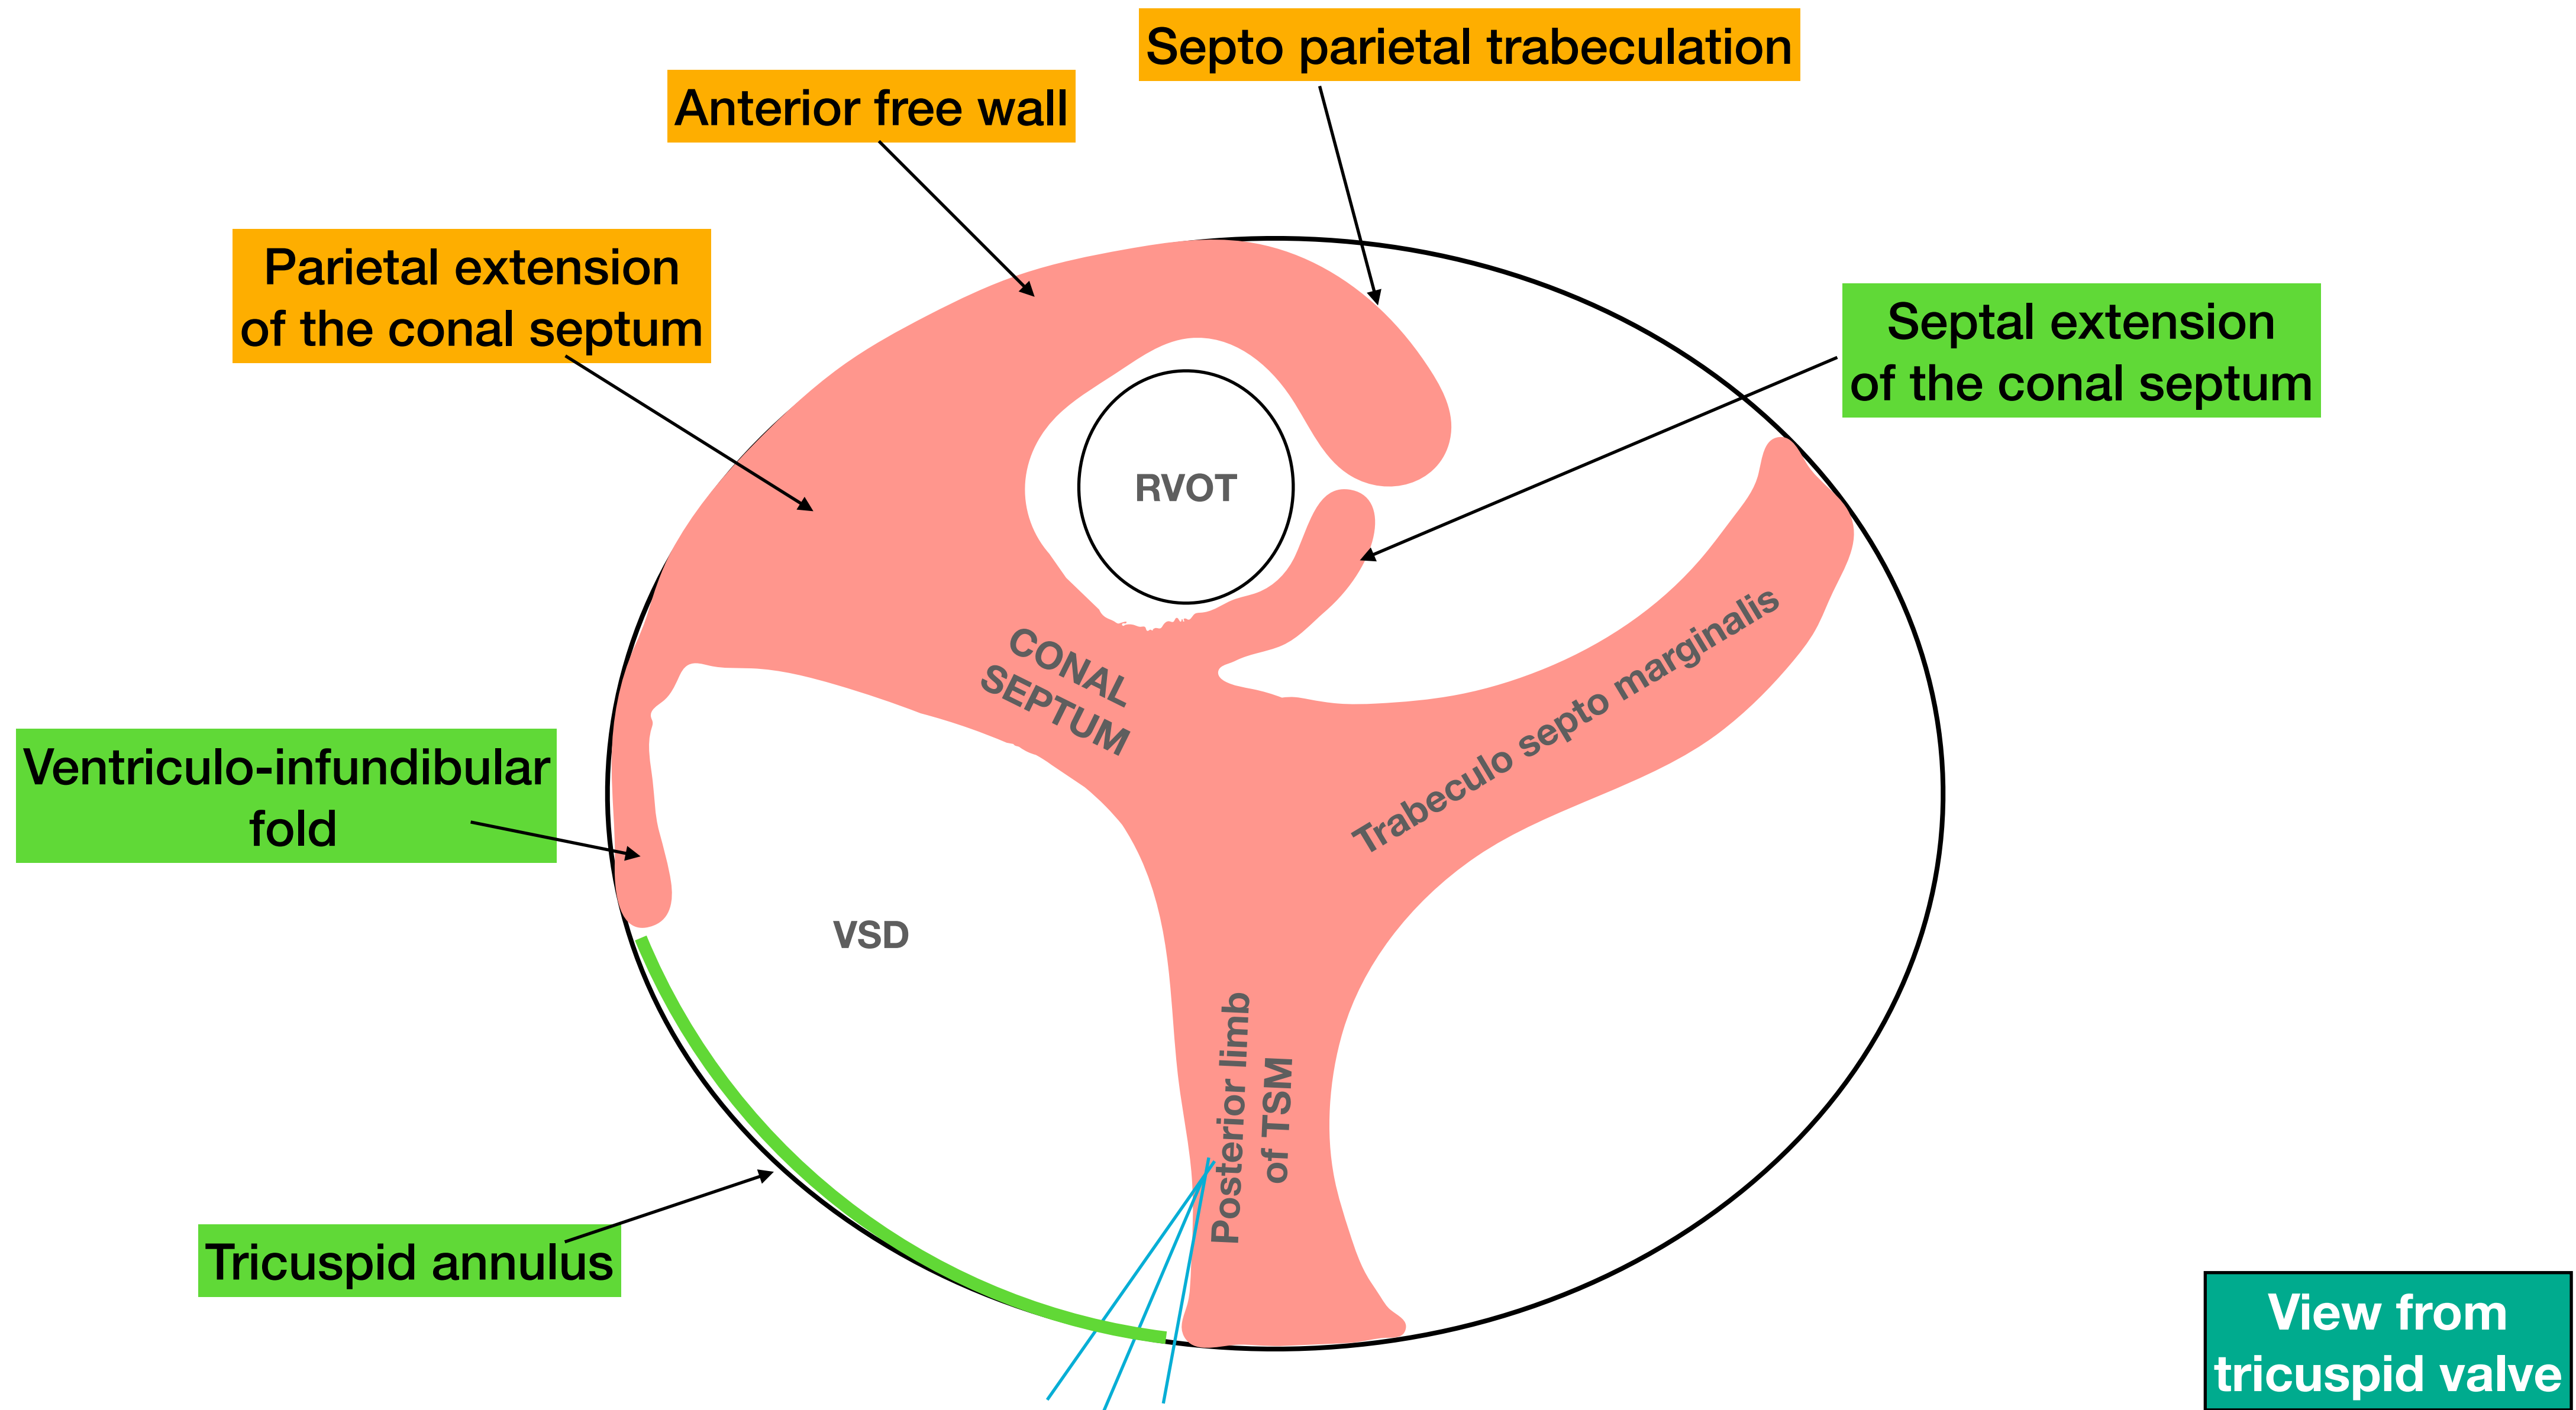 Septo parietal trabeculation
Anterior free wall
Parietal extension
of the conal septum
Septal extension
of the conal septum
RVOT
CONAL
SEPTUM
Trabeculo septo marginalis
Ventriculo-infundibular
fold
VSD
Posterior limb
of TSM
Tricuspid annulus
View from
tricuspid valve